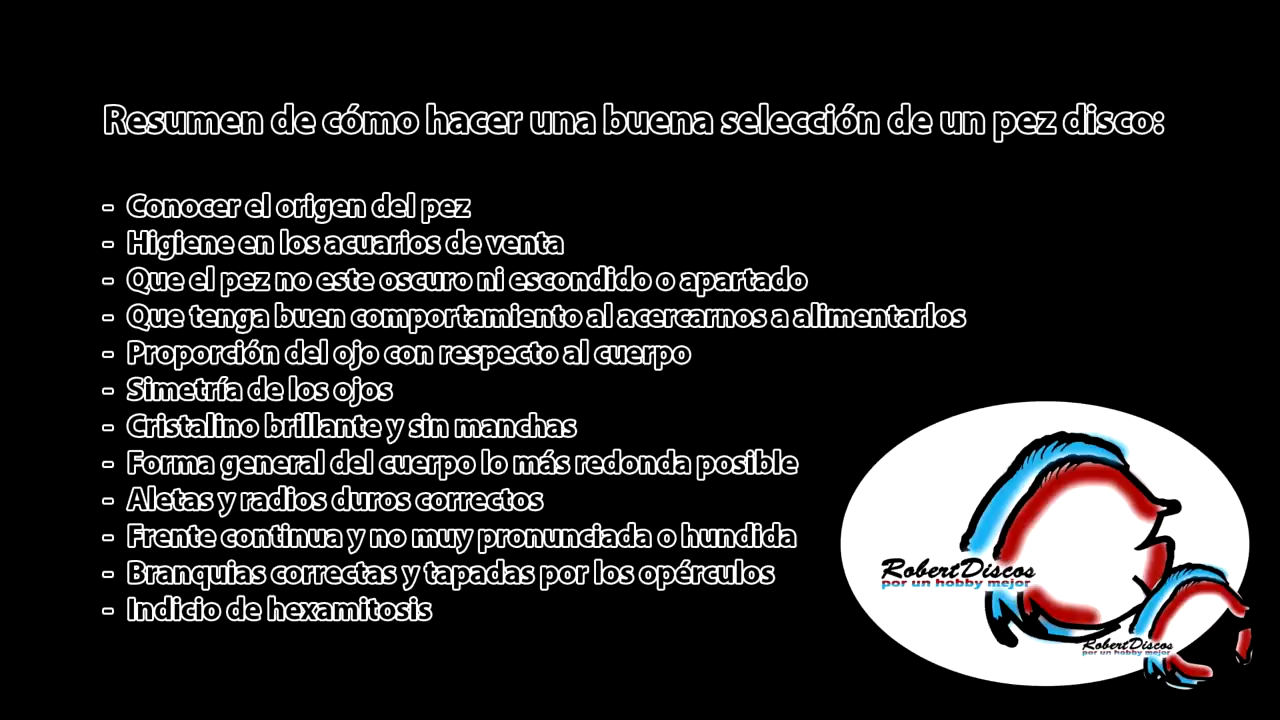 Resumen de cómo hacer una buena selección de un pez disco:
- Conocer el origen del pez
- Higiene en los acuarios de venta
- Que el pez no este oscuro ni escondido o apartado
- Que tenga buen comportamiento al acercarnos a alimentarlos
- Proporción del ojo con respecto al cuerpo
- Simetría de los ojos
- Cristalino brillante y sin manchas
- Forma general del cuerpo lo más redonda posible
- Aletas y radios duros correctos
- Frente continua y no muy pronunciada o hundida
- Branquias correctas y tapadas por los opérculos
- Indicio de hexamitosis
RobertDiscos
por un hobby mejor
RobertDiscos
por un hobby mejor